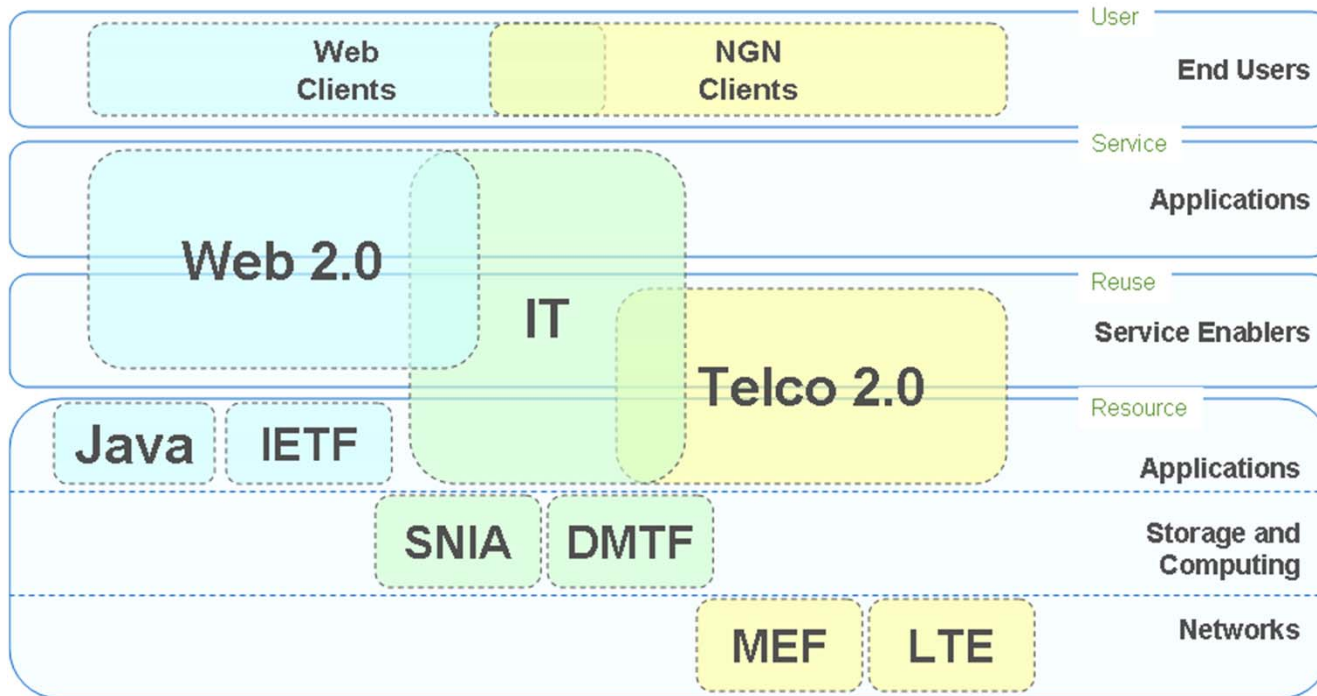 User
Web
Clients
NGN
Clients
End Users
Service
Applications
Web 2.0
Reuse
IT
Service Enablers
Telco 2.0
Resource
Java
IETF
Applications
SNIA
DMTF
Storage and
Computing
Networks
MEF
LTE